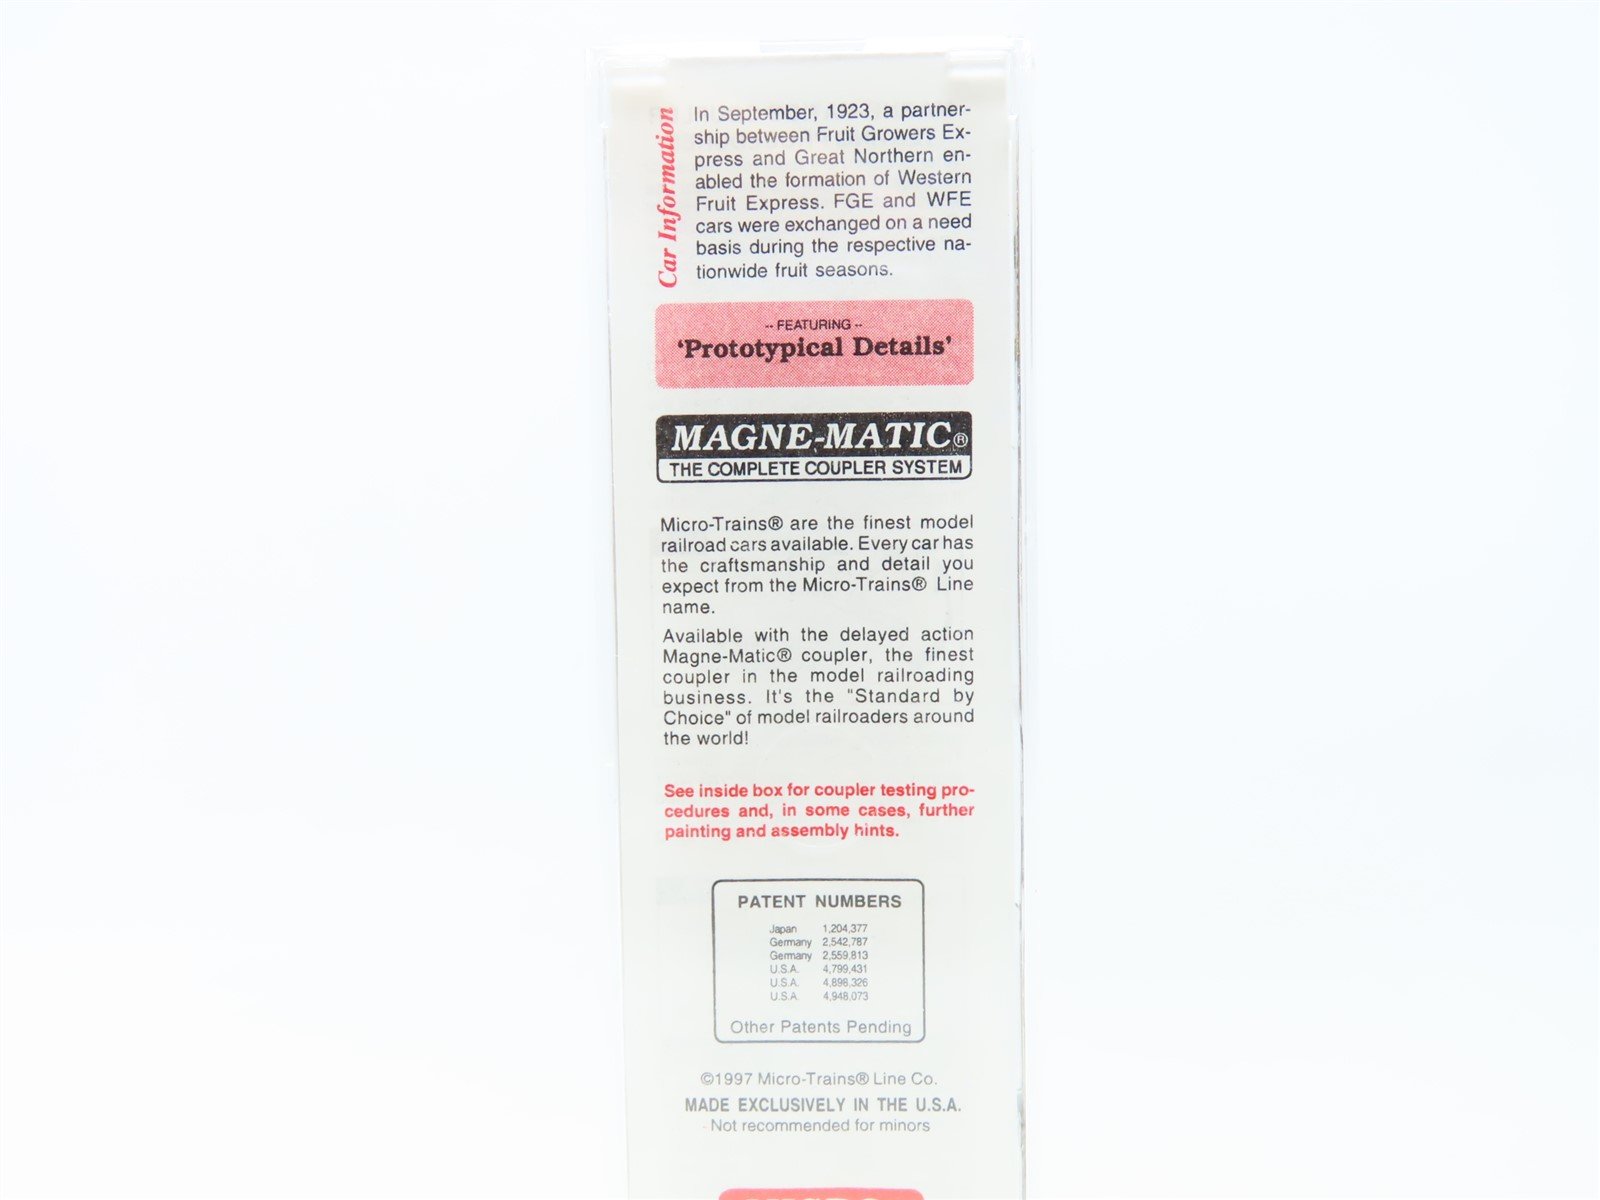 Car Information
In September, 1923, a partner-
ship between Fruit Growers Ex-
press and Great Northern en-
abled the formation of Western
Fruit Express. FGE and WFE
cars were exchanged on a need
basis during the respective na-
tionwide fruit seasons.
-- FEATURING --
‘Prototypical Details’
MAGNE-MATIC®
THE COMPLETE COUPLER SYSTEM
Micro-Trains® are the finest model
railroad cars available. Every car has
the craftsmanship and detail you
expect from the Micro-Trains® Line
name.
Available with the delayed action
Magne-Matic® coupler, the finest
coupler in the model railroading
business. It's the "Standard by
Choice" of model railroaders around
the world!
See inside box for coupler testing pro-
cedures and, in some cases, further
painting and assembly hints.
PATENT NUMBERS
Japan 1,204,377
Germany 2,542,787
Germany 2,559,813
U.S.A. 4,799,431
U.S.A. 4,898,326
U.S.A. 4,948,073
Other Patents Pending
©1997 Micro-Trains® Line Co.
MADE EXCLUSIVELY IN THE U.S.A.
Not recommended for minors